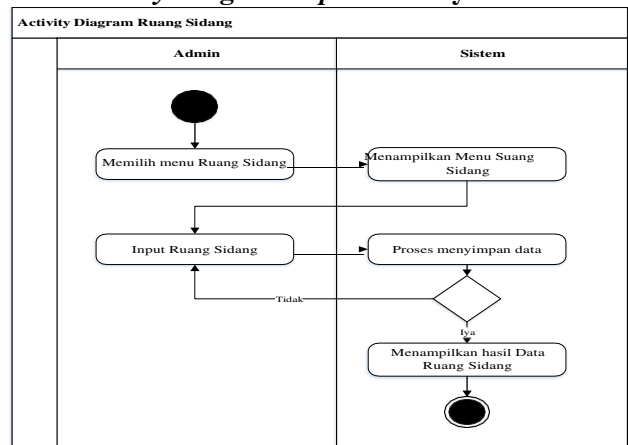 Activity Diagram Ruang Sidang
Admin
Sistem
Memilih menu Ruang Sidang
Menampilkan Menu Suang
Sidang
Input Ruang Sidang
Proses menyimpan data
Tidak
Iya
Menampilkan hasil Data
Ruang Sidang